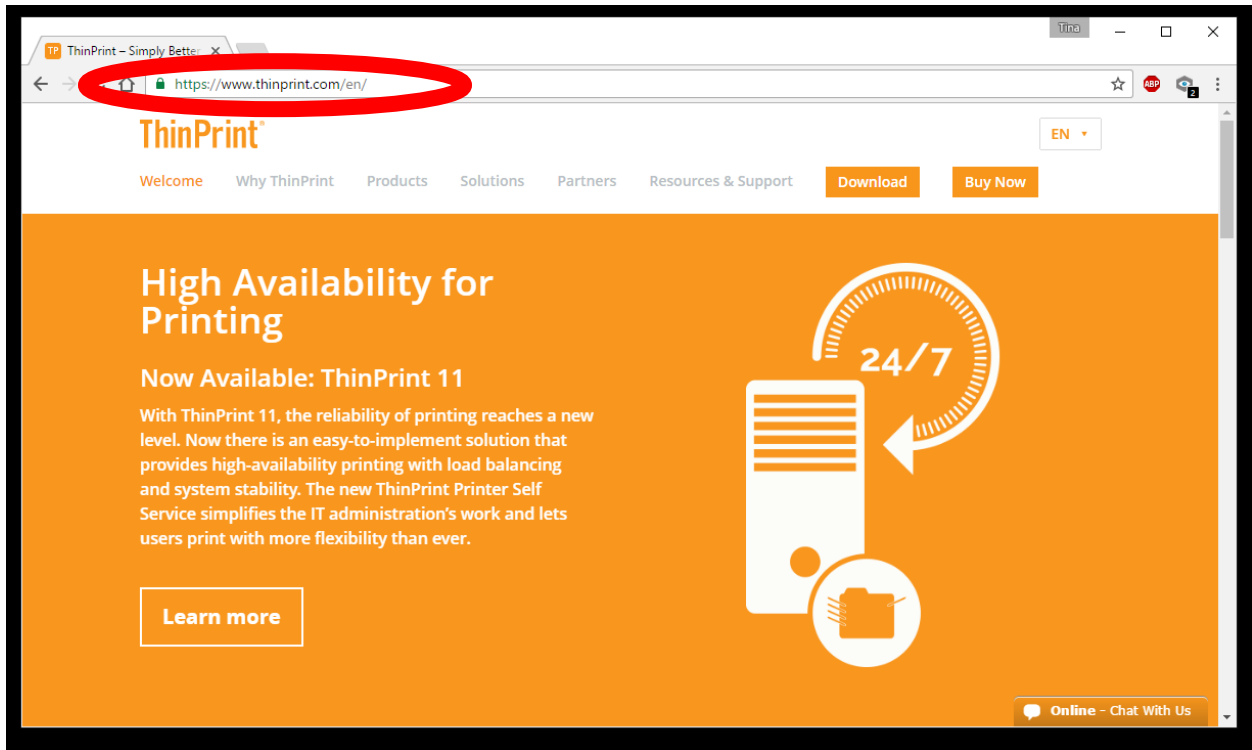 Tina
TP ThinPrint – Simply Better
https://www.thinprint.com/en/
ABP
2
ThinPrint®
EN
Welcome Why ThinPrint Products Solutions Partners Resources & Support Download Buy Now
High Availability for
Printing
Now Available: ThinPrint 11
With ThinPrint 11, the reliability of printing reaches a new
level. Now there is an easy-to-implement solution that
provides high-availability printing with load balancing
and system stability. The new ThinPrint Printer Self
Service simplifies the IT administration's work and lets
users print with more flexibility than ever.
Learn more
24/7
Online - Chat With Us